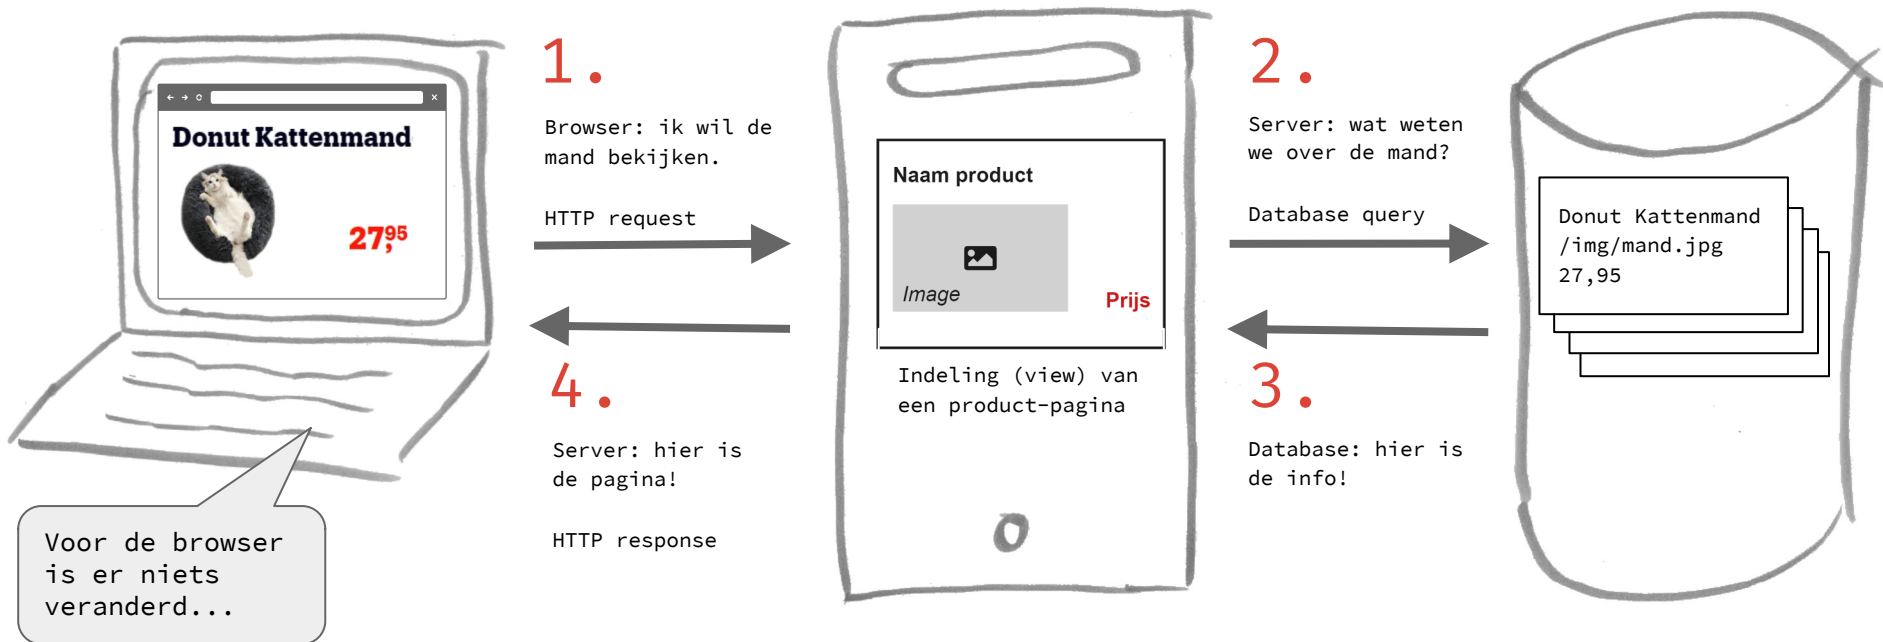 Donut Kattenmand
27,95
1.
Browser: ik wil de
mand bekijken.
HTTP request
4.
Server: hier is
de pagina!
HTTP response
Voor de browser
is er niets
veranderd...
Naam product
Image
Prijs
Indeling (view) van
een product-pagina
2.
Server: wat weten
we over de mand?
Database query
3.
Database: hier is
de info!
Donut Kattenmand
/img/mand.jpg
27,95